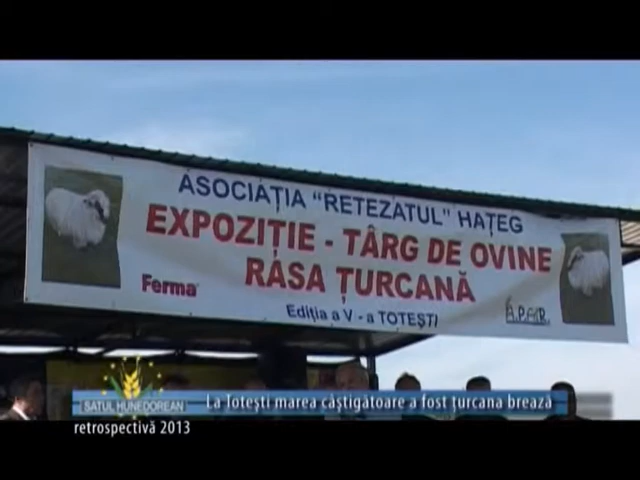 ASOCIAȚIA "RETEZATUL" HAȚEG
EXPOZIȚIE - TÂRG DE OVINE
RASA ȚURCANĂ
Ferma
Ediția a V - a TOTEȘTI
SATUL HUNEDOREAN
La Totești marea câștigătoare a fost țurcana brează
retrospectivă 2013